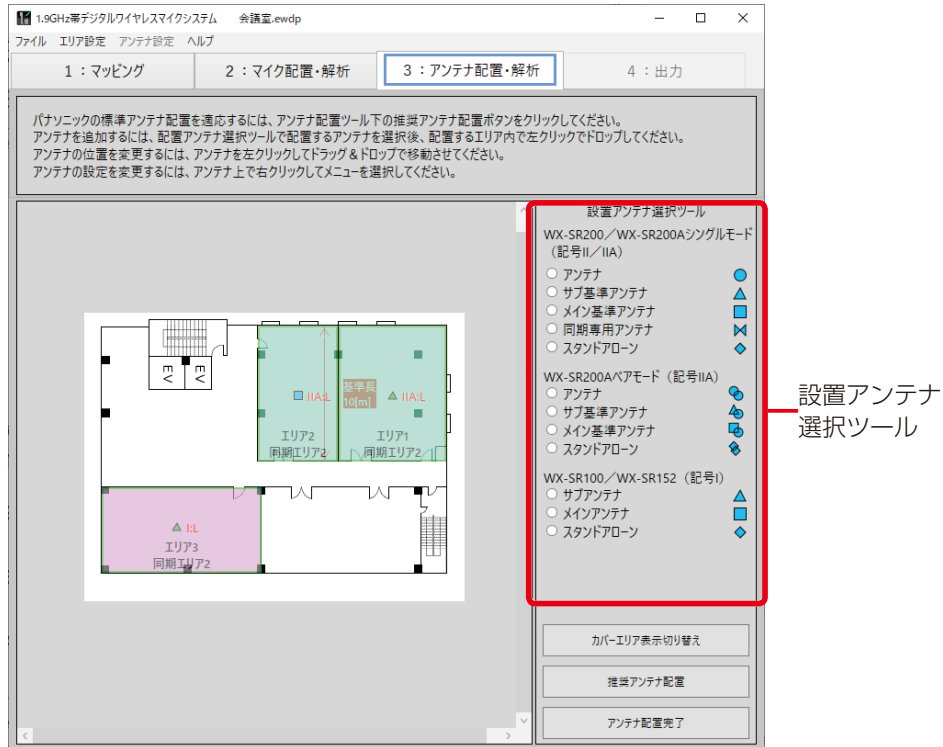 1.9GHz帯デジタルワイヤレスマイクシステム　会議室.ewdp
ファイル エリア設定 アンテナ設定 ヘルプ
1：マッピング
2：マイク配置・解析
3：アンテナ配置・解析
4：出力
パナソニックの標準アンテナ配置を適応するには、アンテナ配置ツール下の推奨アンテナ配置ボタンをクリックしてください。
アンテナを追加するには、配置アンテナ選択ツールで配置するアンテナを選択後、配置するエリア内で左クリックでドロップしてください。
アンテナの位置を変更するには、アンテナを左クリックしてドラッグ＆ドロップで移動させてください。
アンテナの設定を変更するには、アンテナ上で右クリックしてメニューを選択してください。
EV
EV
IIA:L
基準長
10[m]
IIA:L
エリア2
同期エリア2
エリア1
同期エリア2
I:L
エリア3
同期エリア2
設置アンテナ選択ツール
WX-SR200／WX-SR200Aシングルモード
（記号II／IIA）
アンテナ
サブ基準アンテナ
メイン基準アンテナ
同期専用アンテナ
スタンドアローン
WX-SR200Aペアモード（記号IIA）
アンテナ
サブ基準アンテナ
メイン基準アンテナ
スタンドアローン
WX-SR100／WX-SR152（記号I）
サブアンテナ
メインアンテナ
スタンドアローン
カバーエリア表示切り替え
推奨アンテナ配置
アンテナ配置完了
設置アンテナ
選択ツール